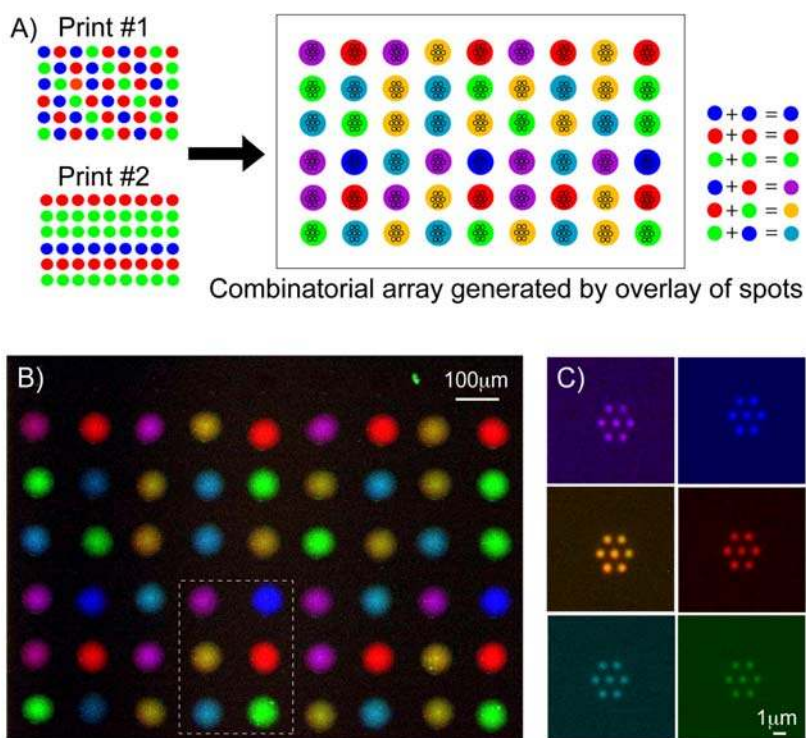 A)
Print #1
Print #2
+ =
+ =
+ =
+ =
+ =
+ =
Combinatorial array generated by overlay of spots
B)
100μm
C)
1μm